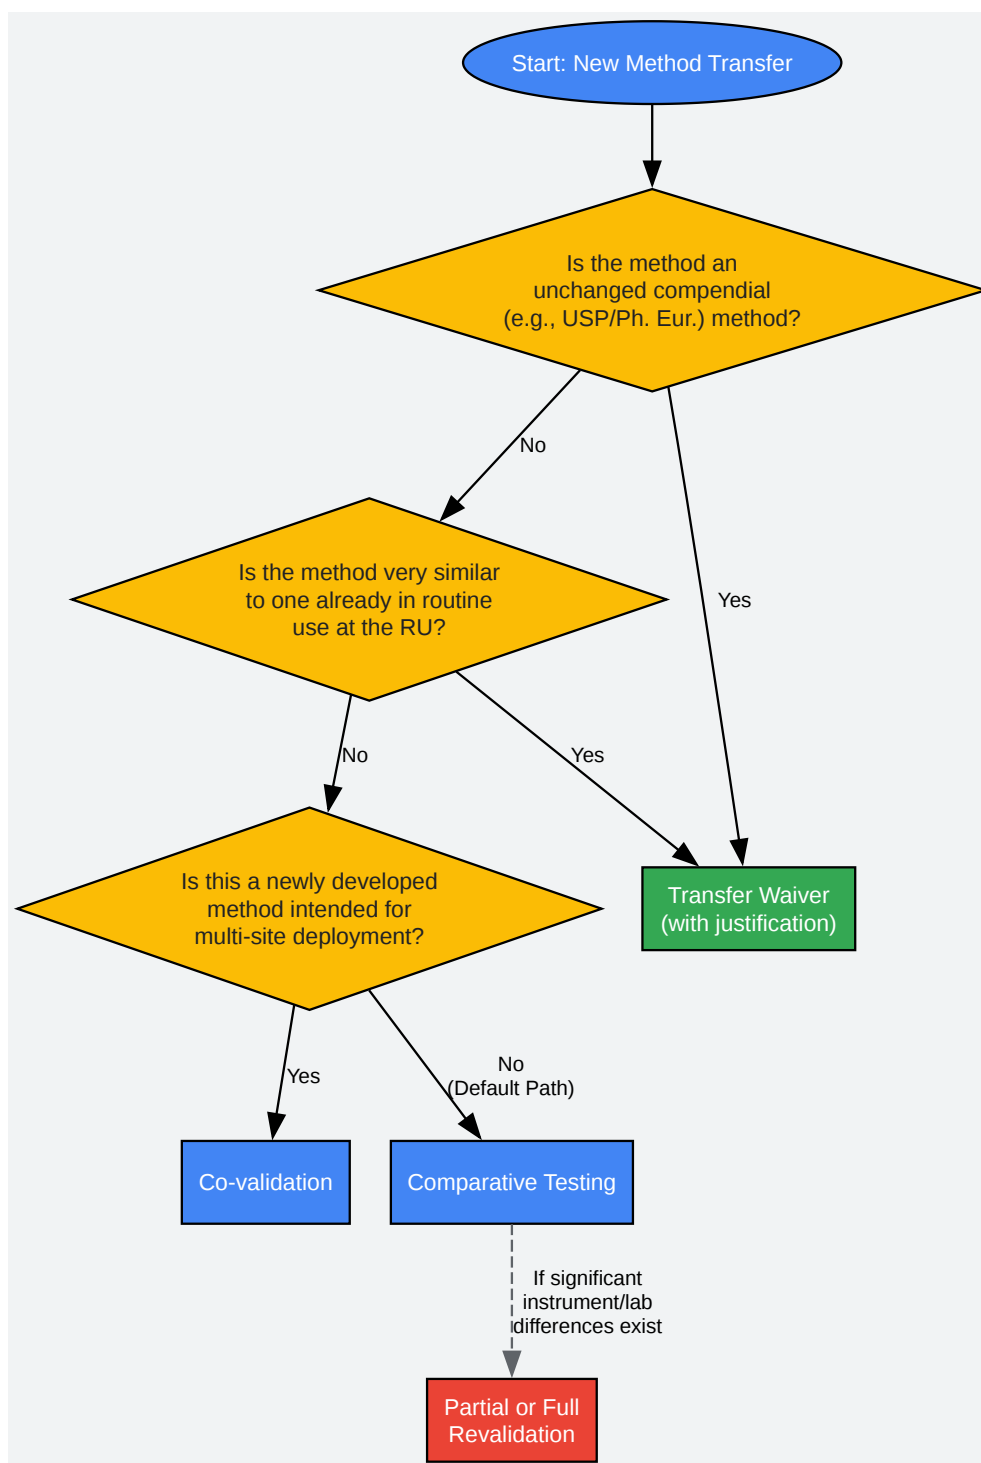 Start: New Method Transfer
Is the method an
unchanged compendial
(e.g., USP/Ph. Eur.) method?
No
Yes
Is the method very similar
to one already in routine
use at the RU?
No
Yes
Is this a newly developed
method intended for
multi-site deployment?
Transfer Waiver
(with justification)
Yes
No
(Default Path)
Co-validation
Comparative Testing
If significant
instrument/lab
differences exist
Partial or Full
Revalidation